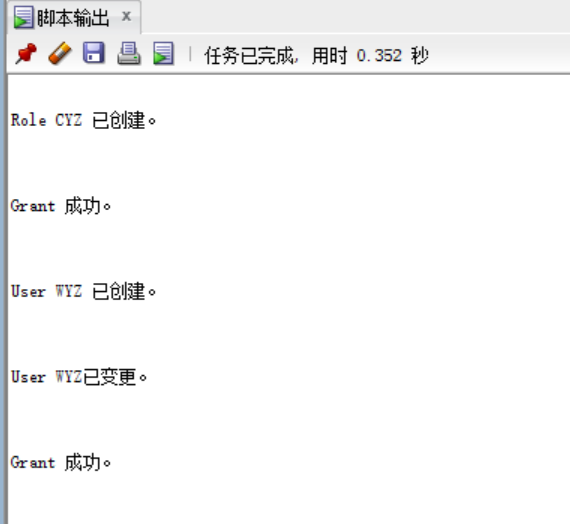 脚本输出 ×
任务已完成, 用时 0.352 秒
Role CYZ 已创建。
Grant 成功。
User WYZ 已创建。
User WYZ已变更。
Grant 成功。